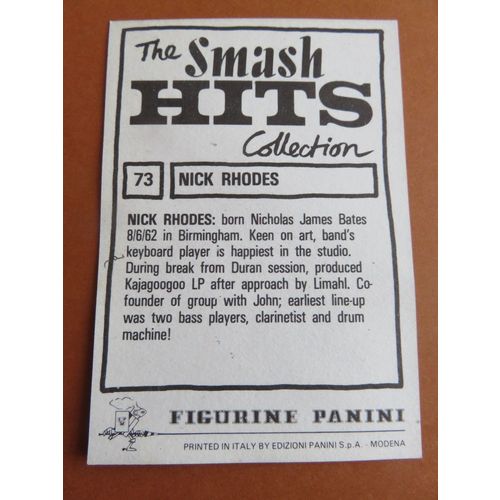 The Smash
HITS
Collection
73 NICK RHODES
NICK RHODES: born Nicholas James Bates
8/6/62 in Birmingham. Keen on art, band's
keyboard player is happiest in the studio.
During break from Duran session, produced
Kajagoogoo LP after approach by Limahl. Co-
founder of group with John; earliest line-up
was two bass players, clarinetist and drum
machine!
FIGURINE PANINI
PRINTED IN ITALY BY EDIZIONI PANINI S.p.A. - MODENA